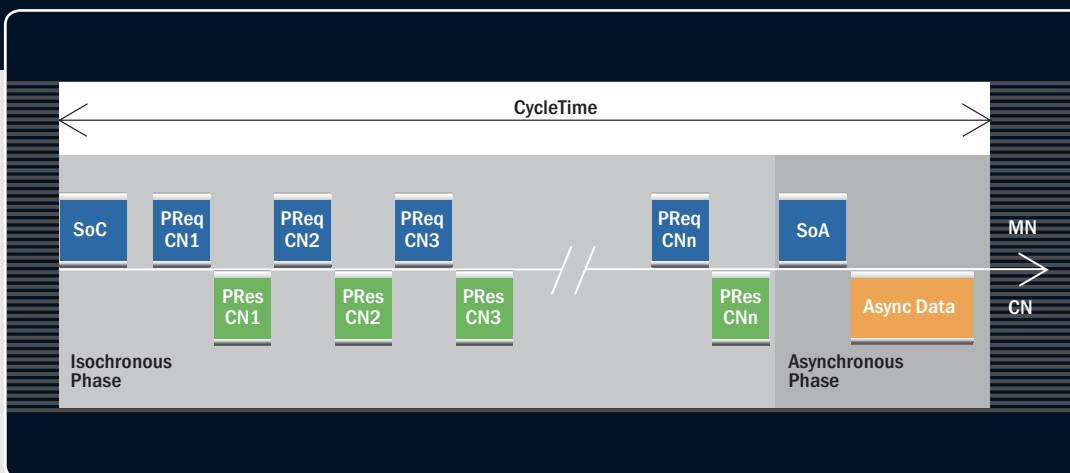 CycleTime
SoC
PReq
CN1
PReq
CN2
PReq
CN3
PReq
CNn
SoA
MN
PRes
CN1
PRes
CN2
PRes
CN3
PRes
CNn
Async Data
CN
Isochronous
Phase
Asynchronous
Phase